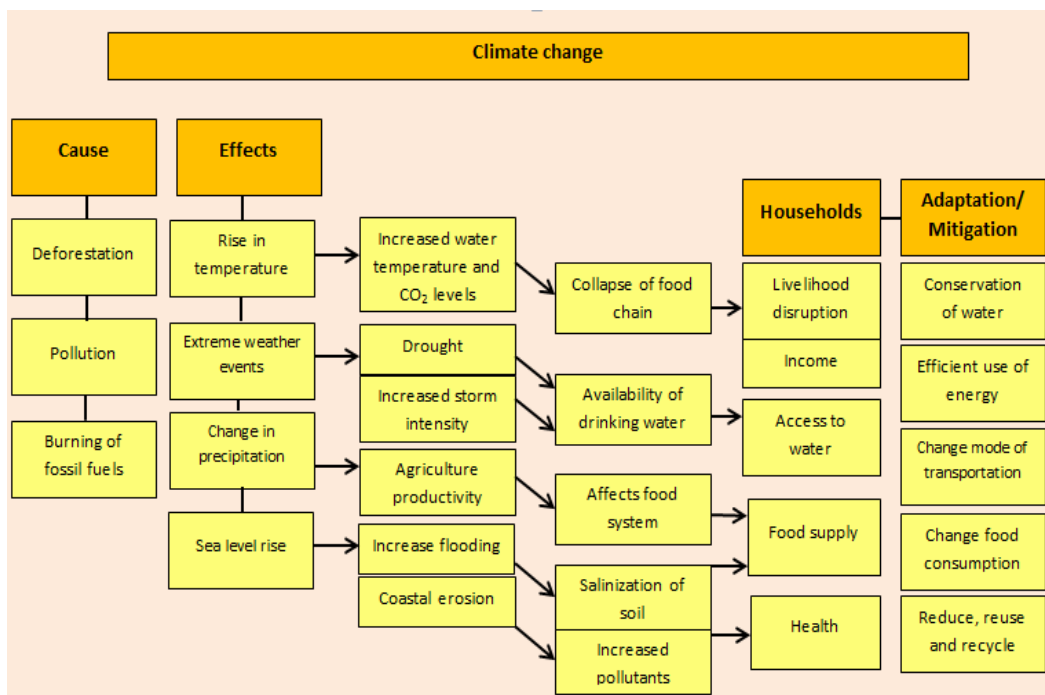 Climate change
Cause
Deforestation
Pollution
Burning of
fossil fuels
Effects
Rise in
temperature
Extreme weather
events
Change in
precipitation
Sea level rise
Increased water
temperature and
CO₂ levels
Drought
Increased storm
intensity
Agriculture
productivity
Increase flooding
Coastal erosion
Collapse of food
chain
Availability of
drinking water
Affects food
system
Salinization of
soil
Increased
pollutants
Households
Livelihood
disruption
Income
Access to
water
Food supply
Health
Adaptation/
Mitigation
Conservation
of water
Efficient use of
energy
Change mode of
transportation
Change food
consumption
Reduce, reuse
and recycle